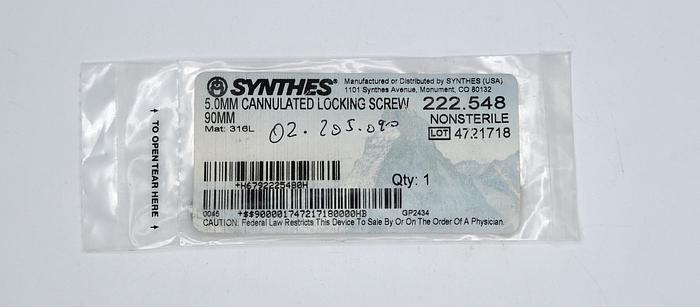 SYNTHES®
Manufactured or Distributed by SYNTHES (USA)
1101 Synthes Avenue, Monument, CO 80132
5.0MM CANNULATED LOCKING SCREW
90MM
222.548
NONSTERILE
LOT 4721718
Mat: 316L
02.205.090
+H6792225480H
Qty: 1
0045
+$$900001747217180000HB
GP2434
CAUTION: Federal Law Restricts This Device To Sale By Or On The Order Of A Physician.
↑ TO OPEN TEAR HERE ↑